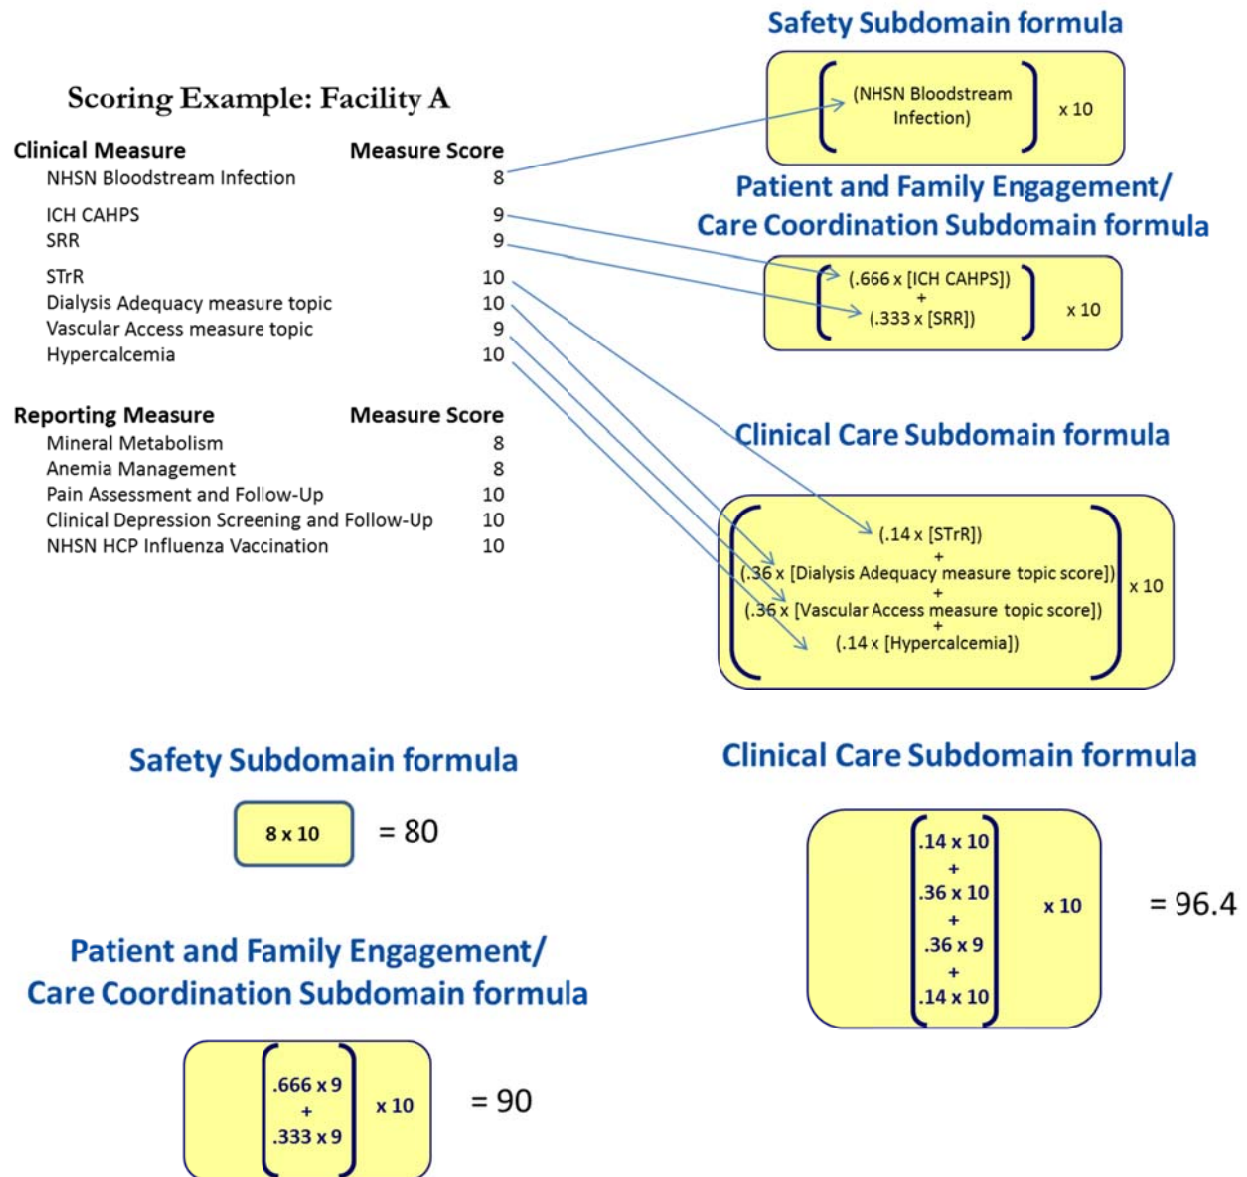 Safety Subdomain formula
(NHSN Bloodstream
Infection)
x 10
Scoring Example: Facility A
Clinical Measure Measure Score
NHSN Bloodstream Infection 8
ICH CAHPS 9
SRR 9
STrR 10
Dialysis Adequacy measure topic 10
Vascular Access measure topic 9
Hypercalcemia 10
Reporting Measure Measure Score
Mineral Metabolism 8
Anemia Management 8
Pain Assessment and Follow-Up 10
Clinical Depression Screening and Follow-Up 10
NHSN HCP Influenza Vaccination 10
Patient and Family Engagement/
Care Coordination Subdomain formula
(.666 x [ICH CAHPS])
+
(.333 x [SRR])
x 10
Clinical Care Subdomain formula
(.14 x [STrR])
+
(.36 x [Dialysis Adequacy measure topic score])
+
(.36 x [Vascular Access measure topic score])
+
(.14 x [Hypercalcemia])
x 10
Safety Subdomain formula
8 x 10 = 80
Patient and Family Engagement/
Care Coordination Subdomain formula
.666 x 9
+
.333 x 9
x 10 = 90
Clinical Care Subdomain formula
.14 x 10
+
.36 x 10
+
.36 x 9
+
.14 x 10
x 10 = 96.4